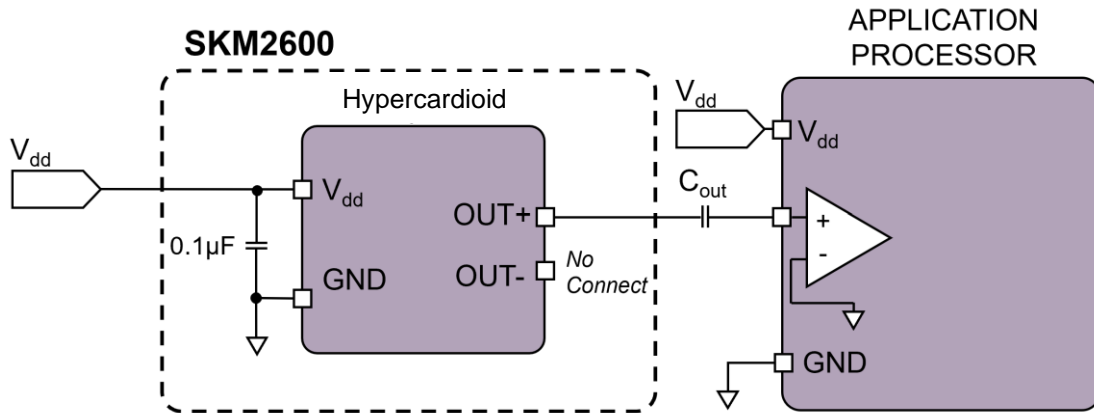 SKM2600
APPLICATION
PROCESSOR
Hypercardioid
Vdd
Vdd
Vdd
Vdd
Cout
OUT+
+
0.1µF
-
GND
OUT-
No
Connect
GND